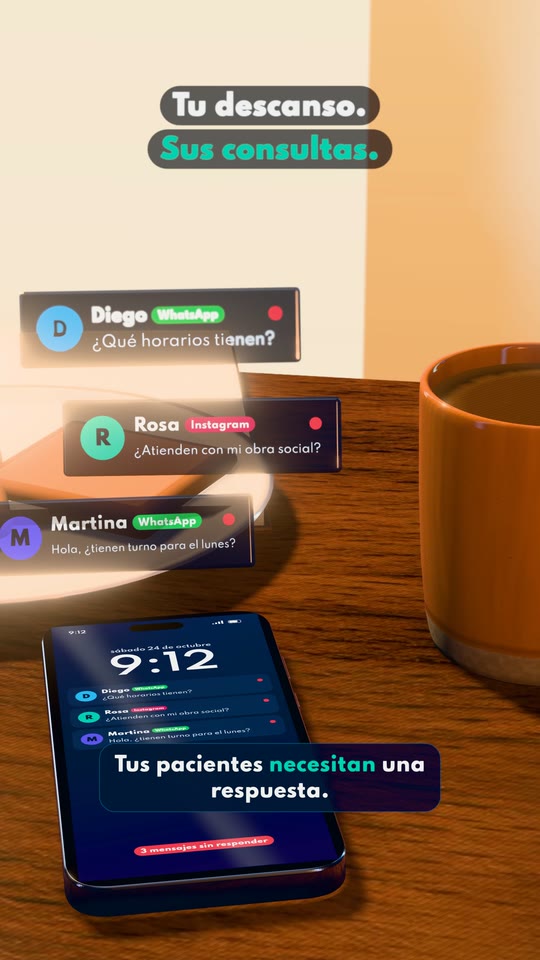 Tu descanso.
Sus consultas.
Diego WhatsApp
D
¿Qué horarios tienen?
Rosa Instagram
R
¿Atienden con mi obra social?
Martina WhatsApp
M
Hola, ¿tienen turno para el lunes?
9:12
sábado 24 de octubre
9:12
Diego WhatsApp
D
¿Qué horarios tienen?
Rosa Instagram
R
¿Atienden con mi obra social?
Martina WhatsApp
M
Hola, ¿tienen turno para el lunes?
Tus pacientes necesitan una
respuesta.
3 mensajes sin responder